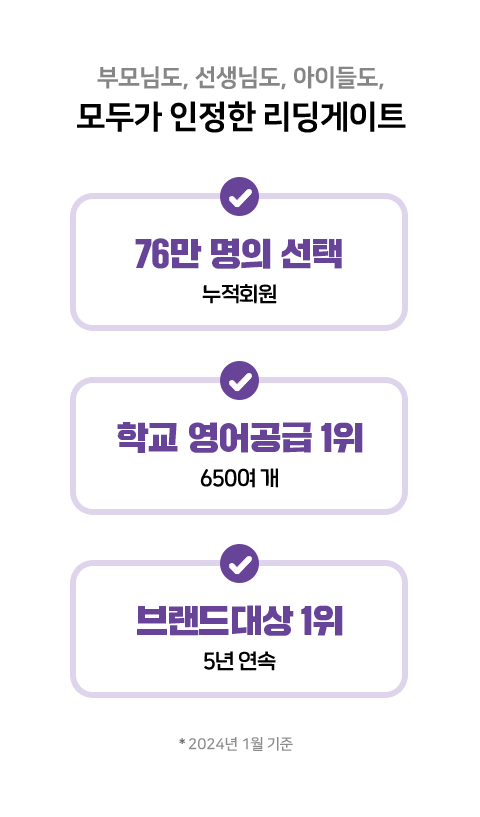 부모님도, 선생님도, 아이들도,
모두가 인정한 리딩게이트
76만 명의 선택
누적회원
학교 영어공급 1위
650여 개
브랜드대상 1위
5년 연속
* 2024년 1월 기준